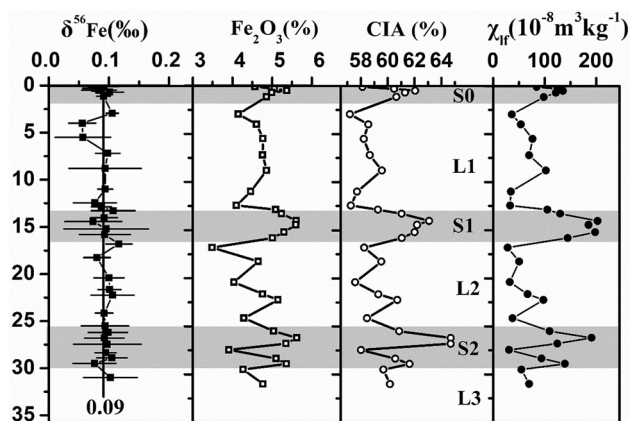 δ⁵⁶Fe(‰) Fe₂O₃(%) CIA (%) χ_lf(10⁻⁸m³kg⁻¹)
0.0 0.1 0.2 3 4 5 6 58 60 62 64 0 100 200
0 S0
5
L1
10
S1
15
20 L2
25
S2
30
L3
0.09
35